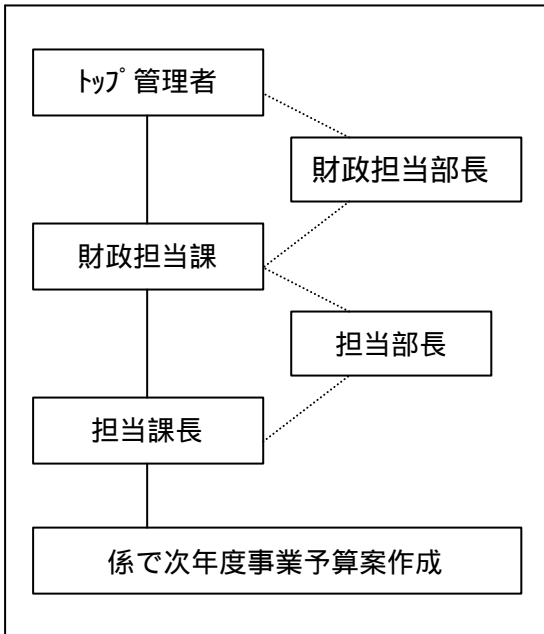 ﾄｯﾌﾟ管理者
財政担当部長
財政担当課
担当部長
担当課長
係で次年度事業予算案作成